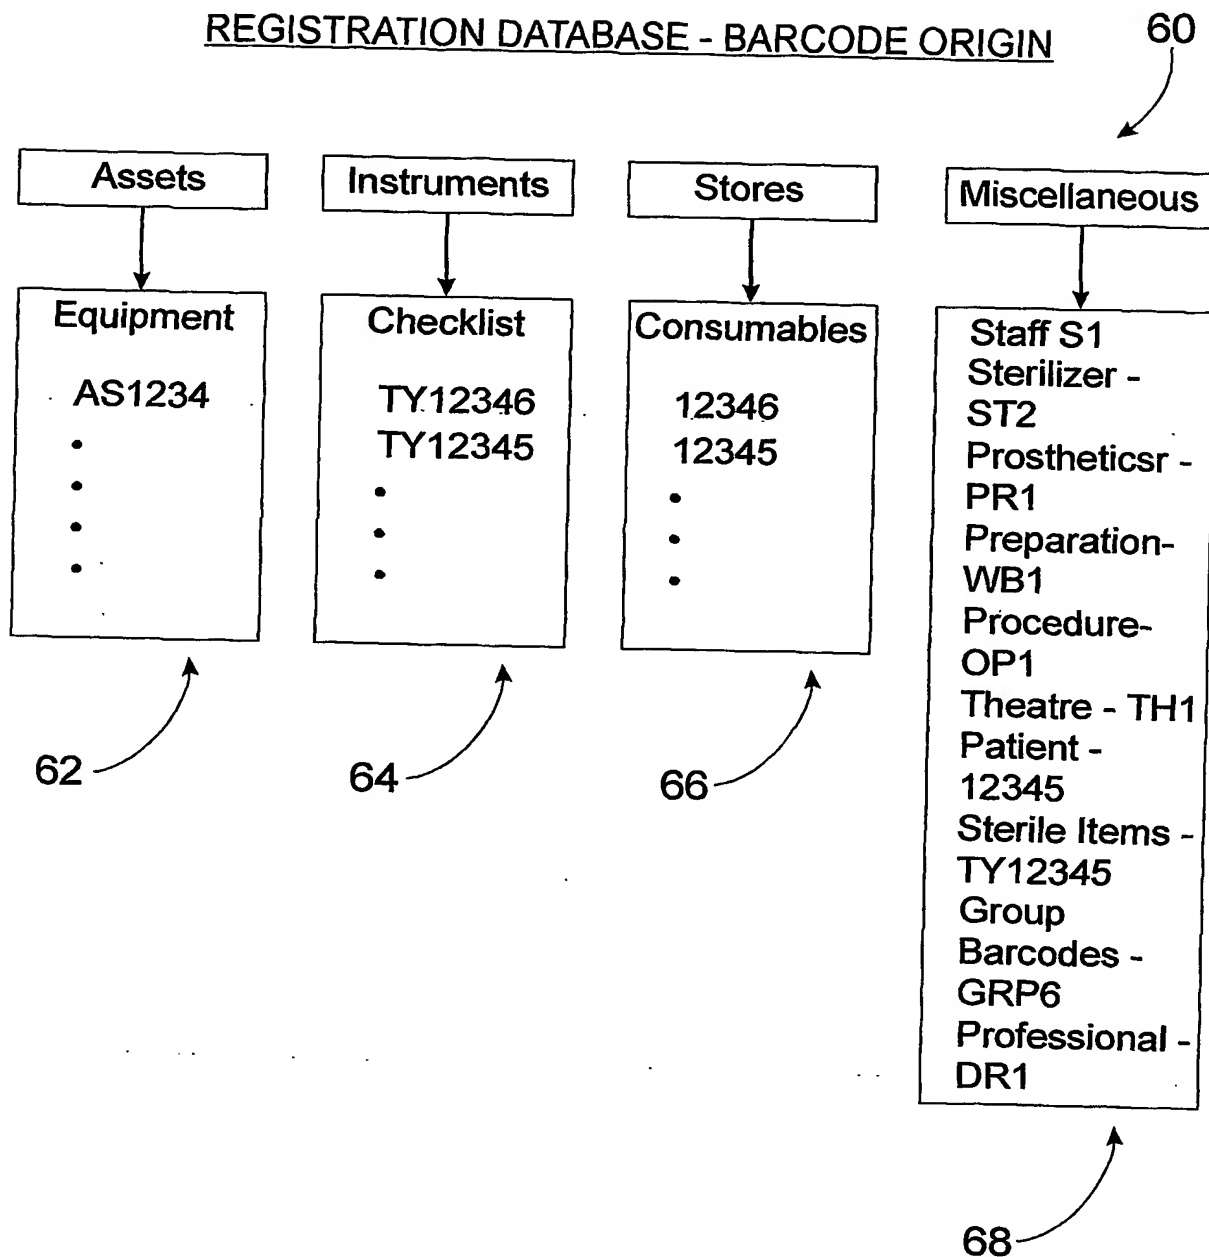 REGISTRATION DATABASE - BARCODE ORIGIN
60
Assets
Instruments
Stores
Miscellaneous
Equipment
AS1234
Checklist
TY12346
TY12345
Consumables
12346
12345
Staff S1
Sterilizer -
ST2
Prostheticsr -
PR1
Preparation-
WB1
Procedure-
OP1
Theatre - TH1
Patient -
12345
Sterile Items -
TY12345
Group
Barcodes -
GRP6
Professional -
DR1
62
64
66
68